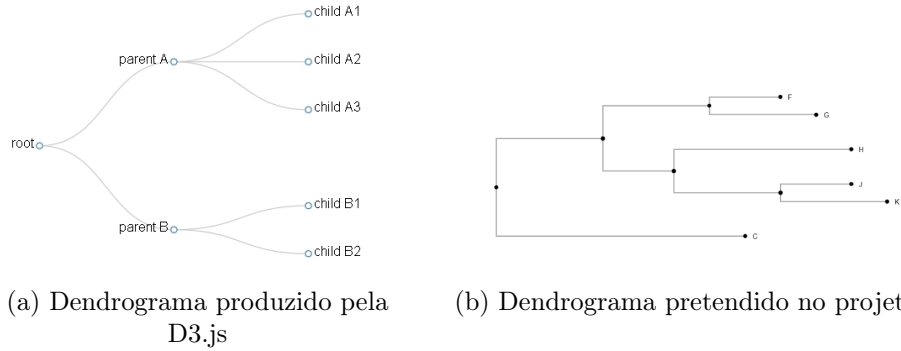 child A1
parent A
child A2
child A3
root
child B1
parent B
child B2
F
G
H
J
K
C
(a) Dendrograma produzido pela
D3.js
(b) Dendrograma pretendido no projet